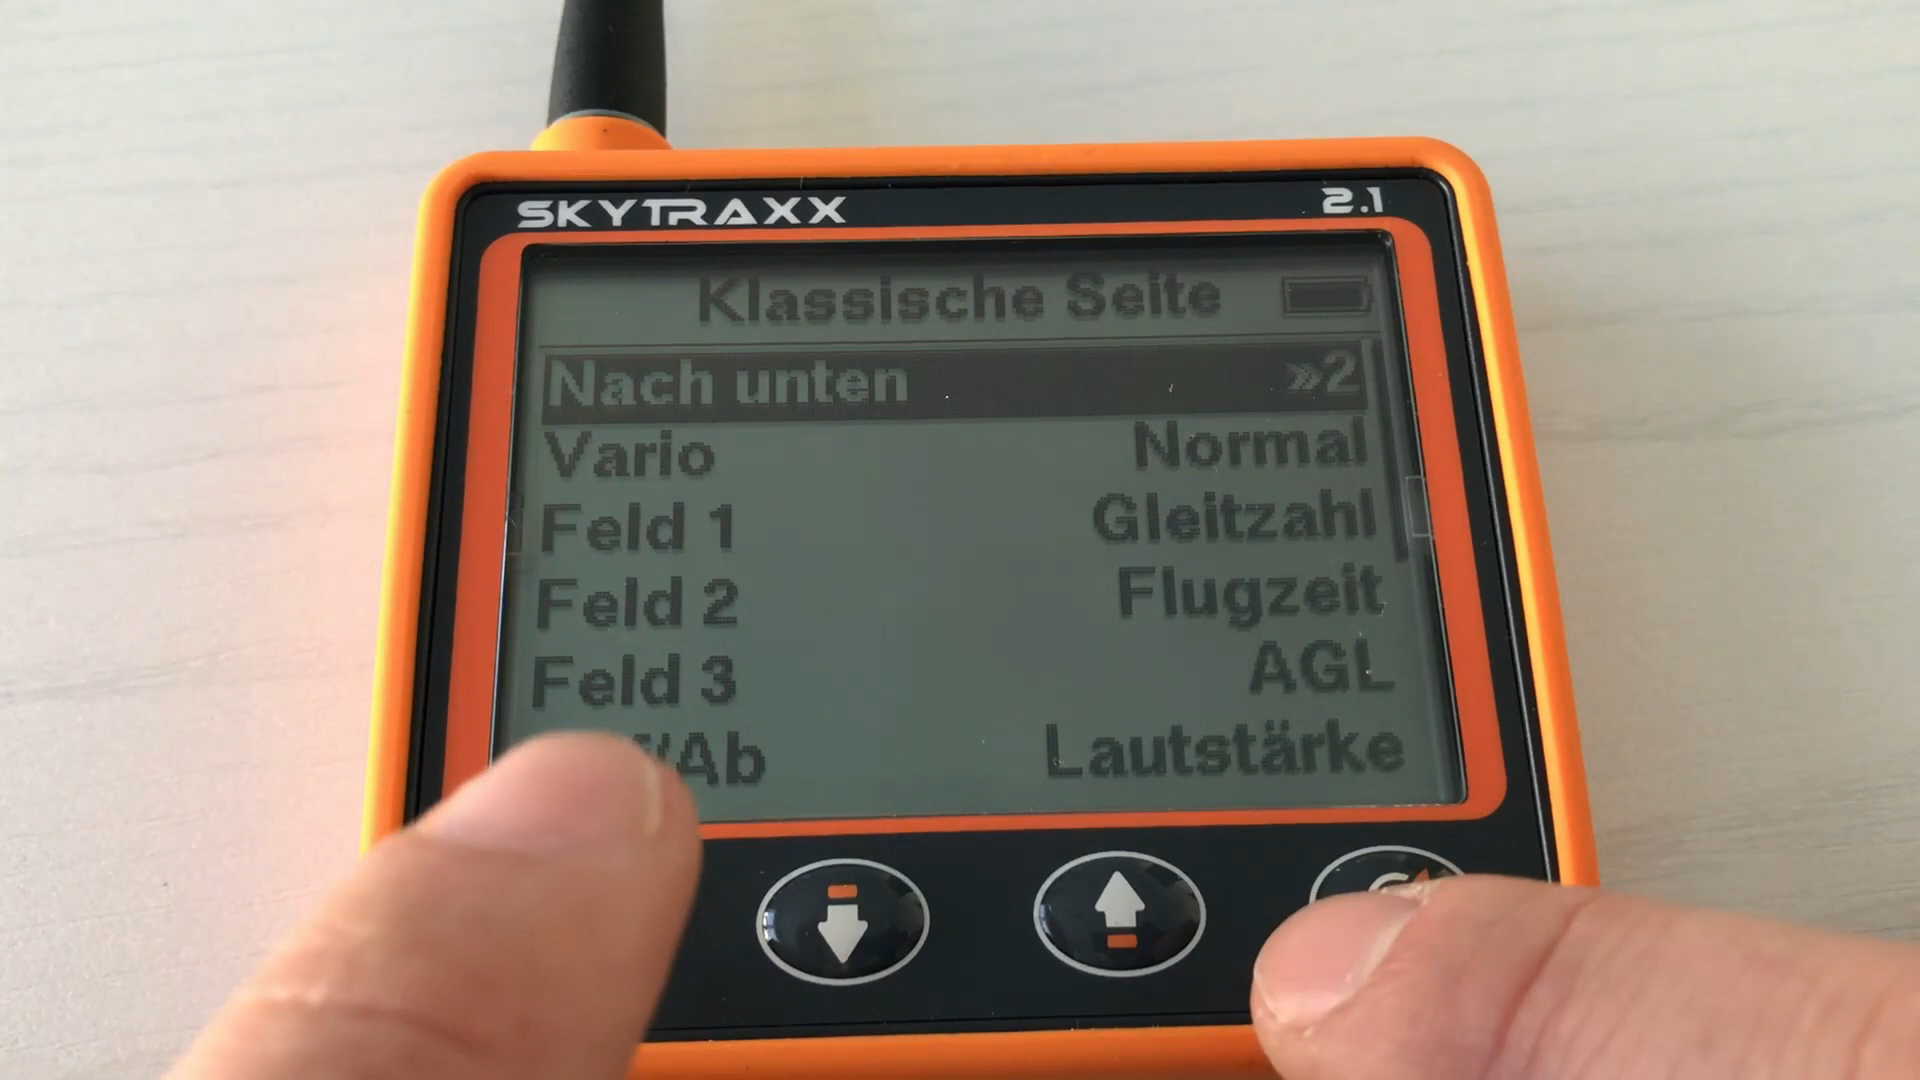 SKYTRAXX 2.1
Klassische Seite
Nach unten »2
Vario Normal
Feld 1 Gleitzahl
Feld 2 Flugzeit
Feld 3 AGL
Lautstärke